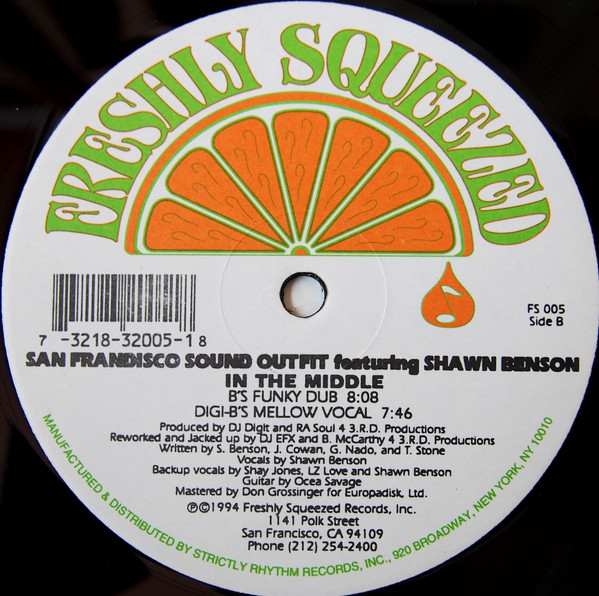 FRESHLY SQUEEZED
FS 005
Side B
7 -3218-32005-1 8
SAN FRANDISCO SOUND OUTFIT featuring SHAWN BENSON
IN THE MIDDLE
B'S FUNKY DUB 8:08
DIGI-B'S MELLOW VOCAL 7:46
Produced by DJ Digit and RA Soul 4 3.R.D. Productions
Reworked and Jacked up by DJ EFX and B. McCarthy 4 3.R.D. Productions
Written by S. Benson, J. Cowan, G. Nado, and T. Stone
Vocals by Shawn Benson
Backup vocals by Shay Jones, LZ Love and Shawn Benson
Guitar by Ocea Savage
Mastered by Don Grossinger for Europadisk, Ltd.
℗©1994 Freshly Squeezed Records, Inc.
1141 Polk Street
San Francisco, CA 94109
Phone (212) 254-2400
MANUFACTURED & DISTRIBUTED BY STRICTLY RHYTHM RECORDS, INC., 920 BROADWAY, NEW YORK, NY 10010